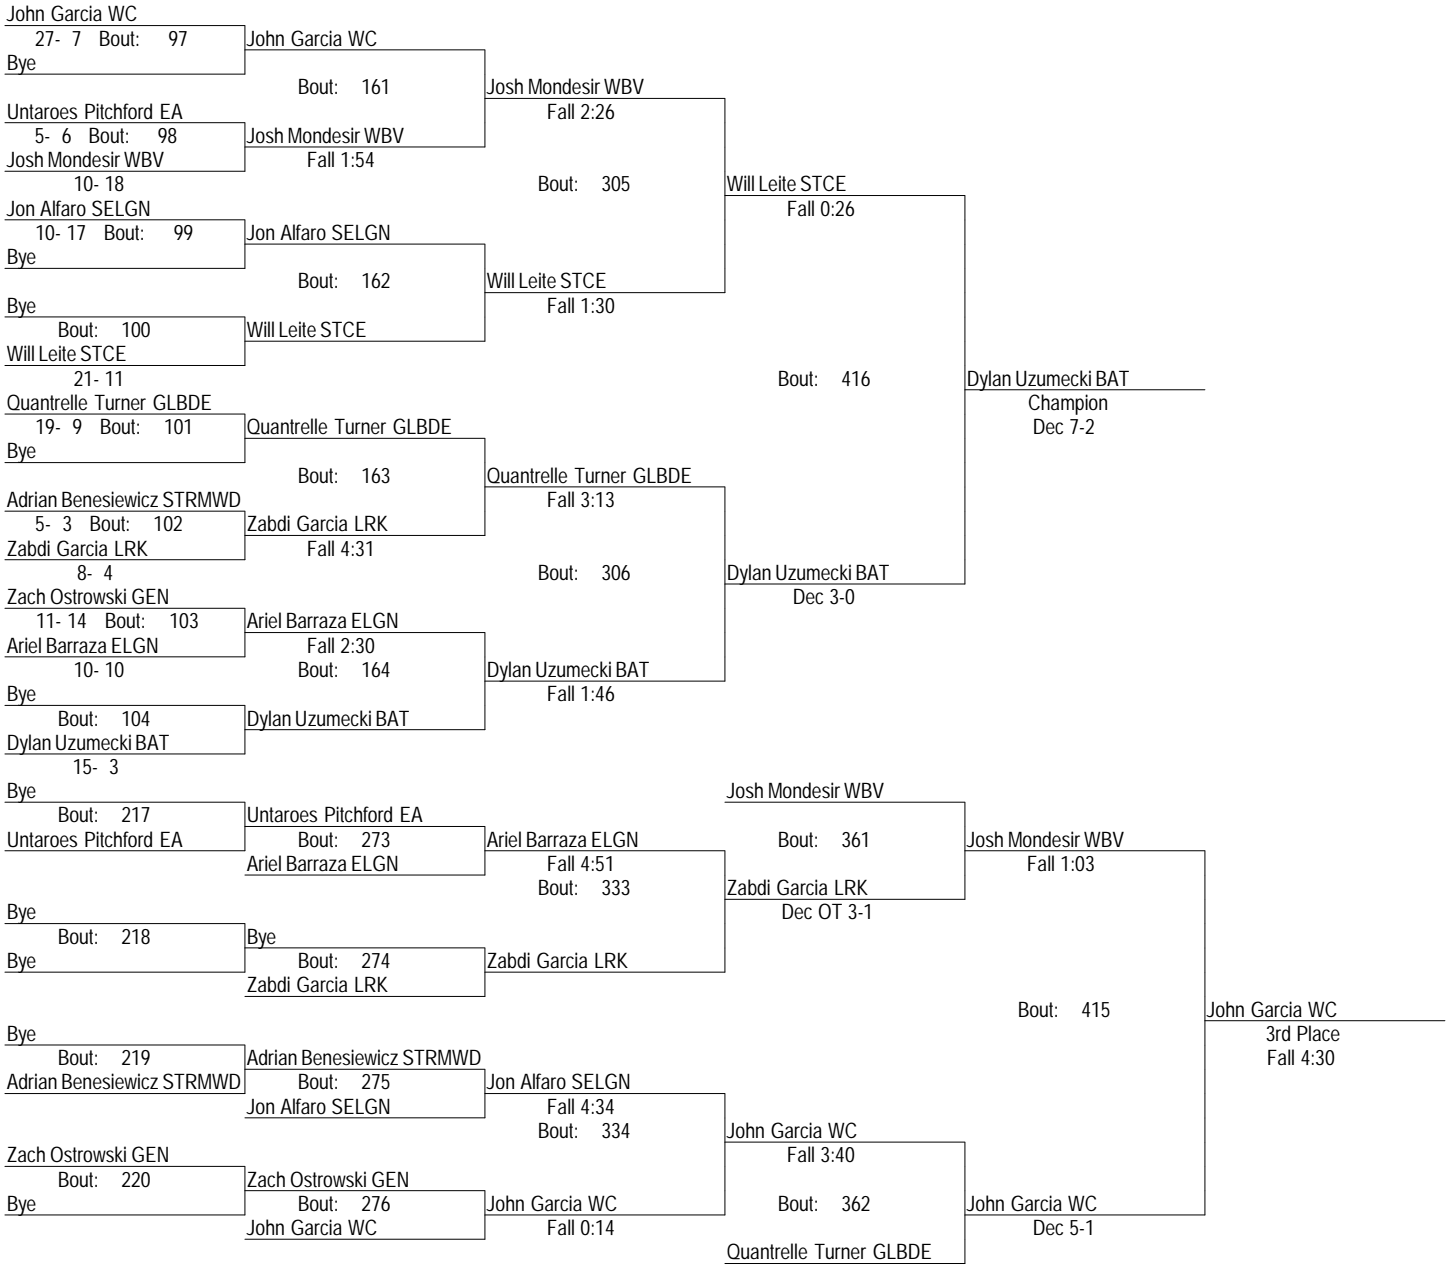 John Garcia WC
27- 7 Bout: 97 John Garcia WC
Bye
Bout: 161 Josh Mondesir WBV
Untaroes Pitchford EA Fall 2:26
5- 6 Bout: 98 Josh Mondesir WBV
Josh Mondesir WBV Fall 1:54
10- 18 Bout: 305 Will Leite STCE
Jon Alfaro SELGN Fall 0:26
10- 17 Bout: 99 Jon Alfaro SELGN
Bye
Bout: 162 Will Leite STCE
Bye Fall 1:30
Bout: 100 Will Leite STCE
Will Leite STCE
21- 11 Bout: 416 Dylan Uzumecki BAT
Quantrelle Turner GLBDE Champion
19- 9 Bout: 101 Quantrelle Turner GLBDE Dec 7-2
Bye
Bout: 163 Quantrelle Turner GLBDE
Adrian Benesiewicz STRMWD Fall 3:13
5- 3 Bout: 102 Zabdi Garcia LRK
Zabdi Garcia LRK Fall 4:31
8- 4 Bout: 306 Dylan Uzumecki BAT
Zach Ostrowski GEN Dec 3-0
11- 14 Bout: 103 Ariel Barraza ELGN
Ariel Barraza ELGN Fall 2:30
10- 10 Bout: 164 Dylan Uzumecki BAT
Bye Fall 1:46
Bout: 104 Dylan Uzumecki BAT
Dylan Uzumecki BAT
15- 3
Bye Josh Mondesir WBV
Bout: 217 Untaroes Pitchford EA
Untaroes Pitchford EA Bout: 273 Ariel Barraza ELGN Bout: 361 Josh Mondesir WBV
Ariel Barraza ELGN Fall 4:51 Fall 1:03
Bout: 333 Zabdi Garcia LRK
Bye Dec OT 3-1
Bout: 218 Bye
Bye Bout: 274 Zabdi Garcia LRK
Zabdi Garcia LRK
Bout: 415 John Garcia WC
Bye 3rd Place
Bout: 219 Adrian Benesiewicz STRMWD Fall 4:30
Adrian Benesiewicz STRMWD Bout: 275 Jon Alfaro SELGN
Jon Alfaro SELGN Fall 4:34
Bout: 334 John Garcia WC
Zach Ostrowski GEN Fall 3:40
Bout: 220 Zach Ostrowski GEN
Bye Bout: 276 John Garcia WC Bout: 362 John Garcia WC
John Garcia WC Fall 0:14 Dec 5-1
Quantrelle Turner GLBDE